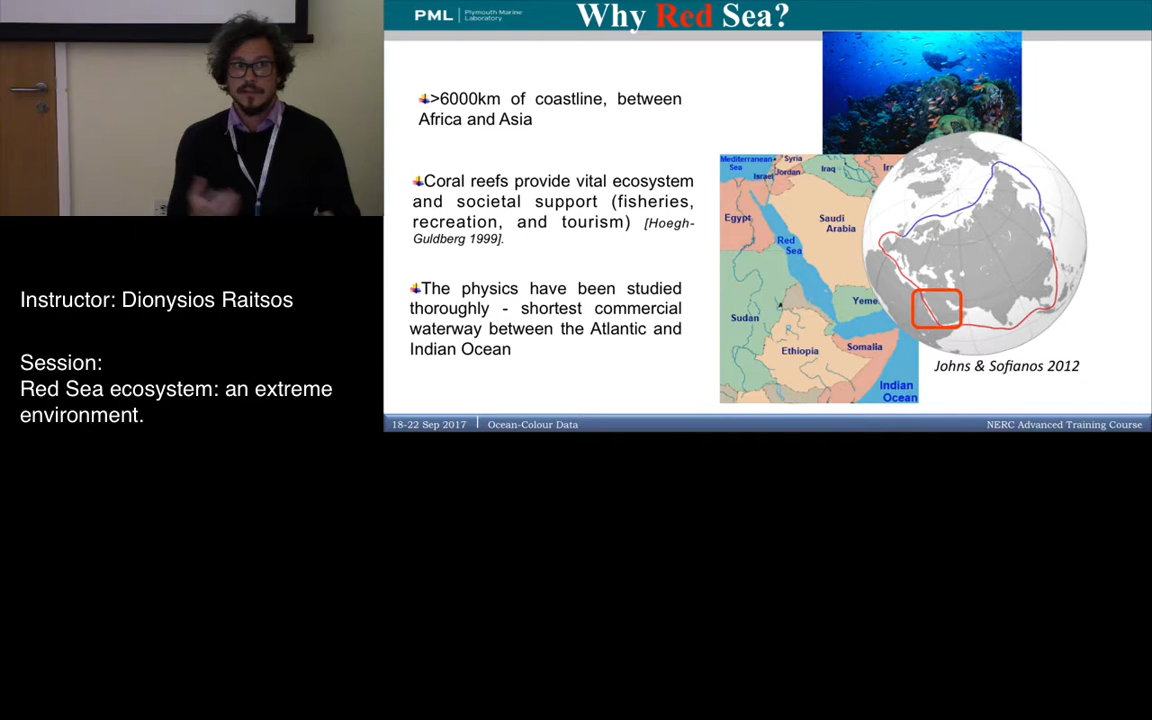 PML | Plymouth Marine Laboratory
Why Red Sea?
>6000km of coastline, between
Africa and Asia
Coral reefs provide vital ecosystem
and societal support (fisheries,
recreation, and tourism) [Hoegh-
Guldberg 1999].
The physics have been studied
thoroughly - shortest commercial
waterway between the Atlantic and
Indian Ocean
Mediterranean
Sea
Syria
Israel
Jordan
Iraq
Egypt
Saudi
Arabia
Red
Sea
Yeme
Sudan
Ethiopia
Somalia
Indian
Ocean
Johns & Sofianos 2012
Instructor: Dionysios Raitsos
Session:
Red Sea ecosystem: an extreme
environment.
18-22 Sep 2017 | Ocean-Colour Data
NERC Advanced Training Course